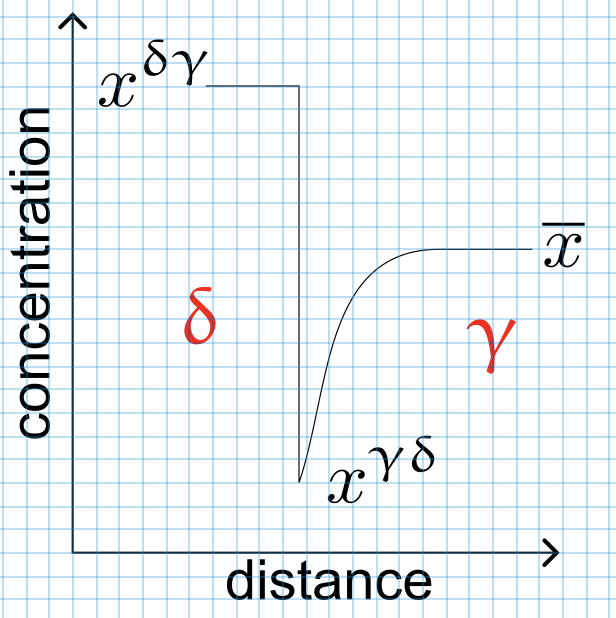 x^{δγ}
concentration
x̅
δ
γ
x^{γδ}
distance